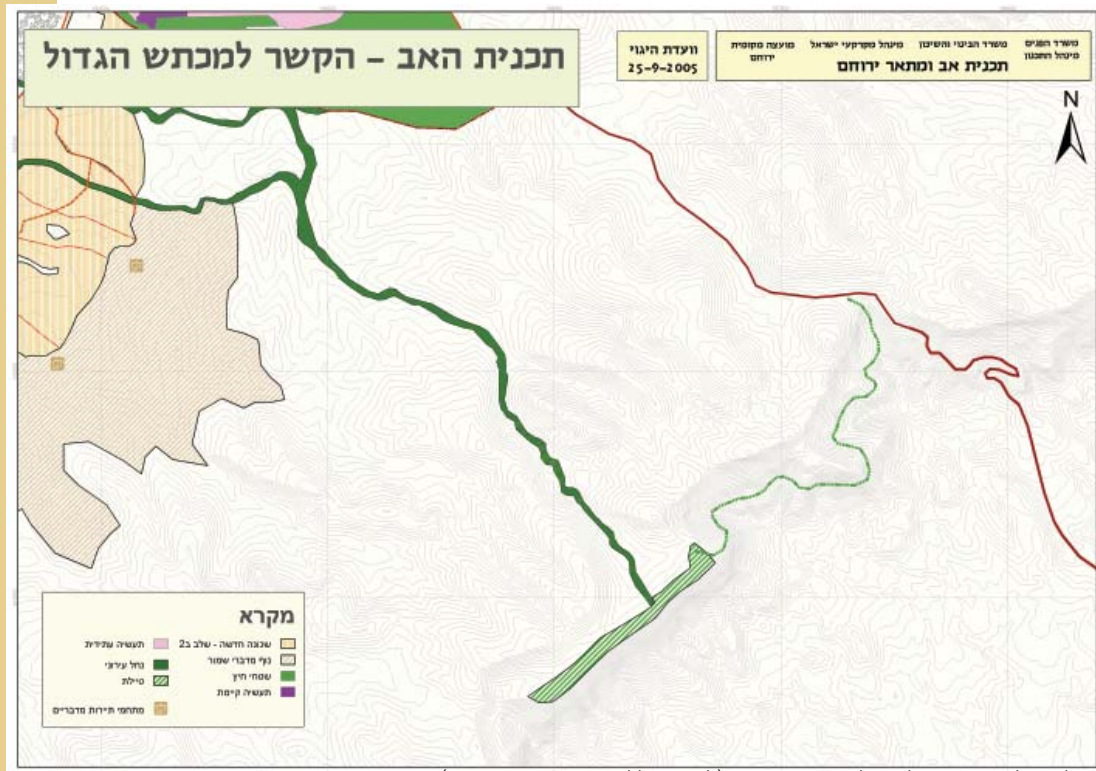 תכנית האב – הקשר למכתש הגדול
וועדת היגוי
25-9-2005
משרד הפנים
מינהל התכנון
משרד הבינוי והשיכון
מינהל מקרקעי ישראל
מועצה מקומית
ירוחם
תכנית אב ומתאר ירוחם
N
מקרא
שכונה חדשה - שלב ב2
נוף מדברי שמור
שטחי חוץ
תעשיה קיימת
תעשיה עתידית
נחל עירוני
טיילת
מתחמי תיירות מדבריים